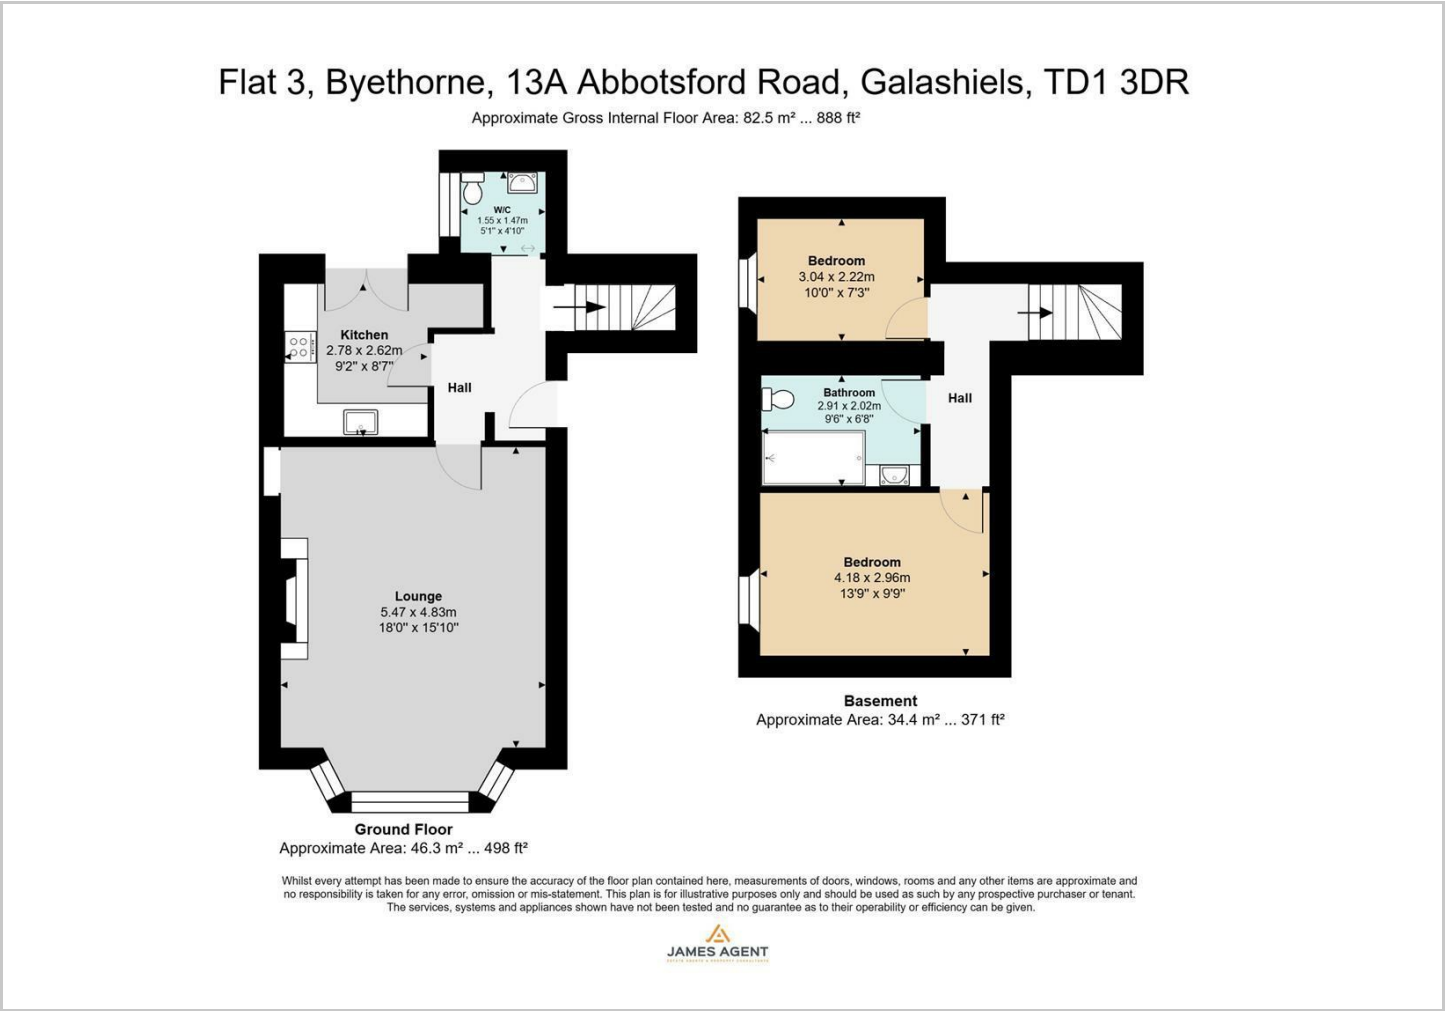 Flat 3, Byethorne, 13A Abbotsford Road, Galashiels, TD1 3DR
Approximate Gross Internal Floor Area: 82.5 m² ... 888 ft²
W/C
1.55 x 1.47m
5'1" x 4'10"
Kitchen
2.78 x 2.62m
9'2" x 8'7"
Hall
Lounge
5.47 x 4.83m
18'0" x 15'10"
Ground Floor
Approximate Area: 46.3 m² ... 498 ft²
Bedroom
3.04 x 2.22m
10'0" x 7'3"
Bathroom
2.91 x 2.02m
9'6" x 6'8"
Hall
Bedroom
4.18 x 2.96m
13'9" x 9'9"
Basement
Approximate Area: 34.4 m² ... 371 ft²
Whilst every attempt has been made to ensure the accuracy of the floor plan contained here, measurements of doors, windows, rooms and any other items are approximate and
no responsibility is taken for any error, omission or mis-statement. This plan is for illustrative purposes only and should be used as such by any prospective purchaser or tenant.
The services, systems and appliances shown have not been tested and no guarantee as to their operability or efficiency can be given.
JAMES AGENT
ESTATE AGENTS & PROPERTY CONSULTANTS